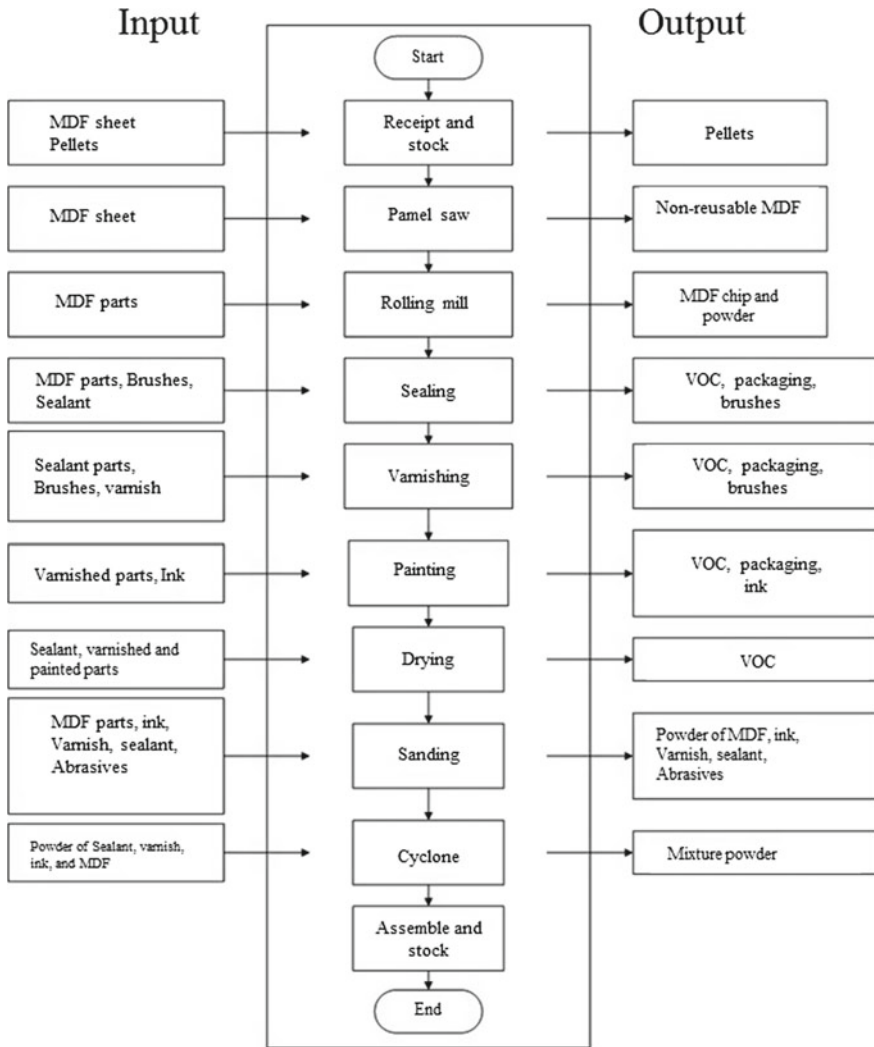 Input
Output
Start
MDF sheet
Pellets
Receipt and
stock
Pellets
MDF sheet
Pamel saw
Non-reusable MDF
MDF parts
Rolling mill
MDF chip and
powder
MDF parts, Brushes,
Sealant
Sealing
VOC, packaging,
brushes
Sealant parts,
Brushes, varnish
Varnishing
VOC, packaging,
brushes
Varnished parts, Ink
Painting
VOC, packaging,
ink
Sealant, varnished and
painted parts
Drying
VOC
MDF parts, ink,
Varnish, sealant,
Abrasives
Sanding
Powder of MDF, ink,
Varnish, sealant,
Abrasives
Powder of Sealant, varnish,
ink, and MDF
Cyclone
Mixture powder
Assemble and
stock
End